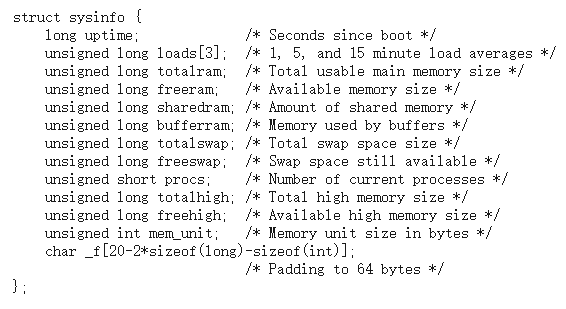 struct sysinfo {
    long uptime;             /* Seconds since boot */
    unsigned long loads[3];  /* 1, 5, and 15 minute load averages */
    unsigned long totalram;  /* Total usable main memory size */
    unsigned long freeram;   /* Available memory size */
    unsigned long sharedram; /* Amount of shared memory */
    unsigned long bufferram; /* Memory used by buffers */
    unsigned long totalswap; /* Total swap space size */
    unsigned long freeswap;  /* Swap space still available */
    unsigned short procs;    /* Number of current processes */
    unsigned long totalhigh; /* Total high memory size */
    unsigned long freehigh;  /* Available high memory size */
    unsigned int mem_unit;   /* Memory unit size in bytes */
    char _f[20-2*sizeof(long)-sizeof(int)];
                             /* Padding to 64 bytes */
};